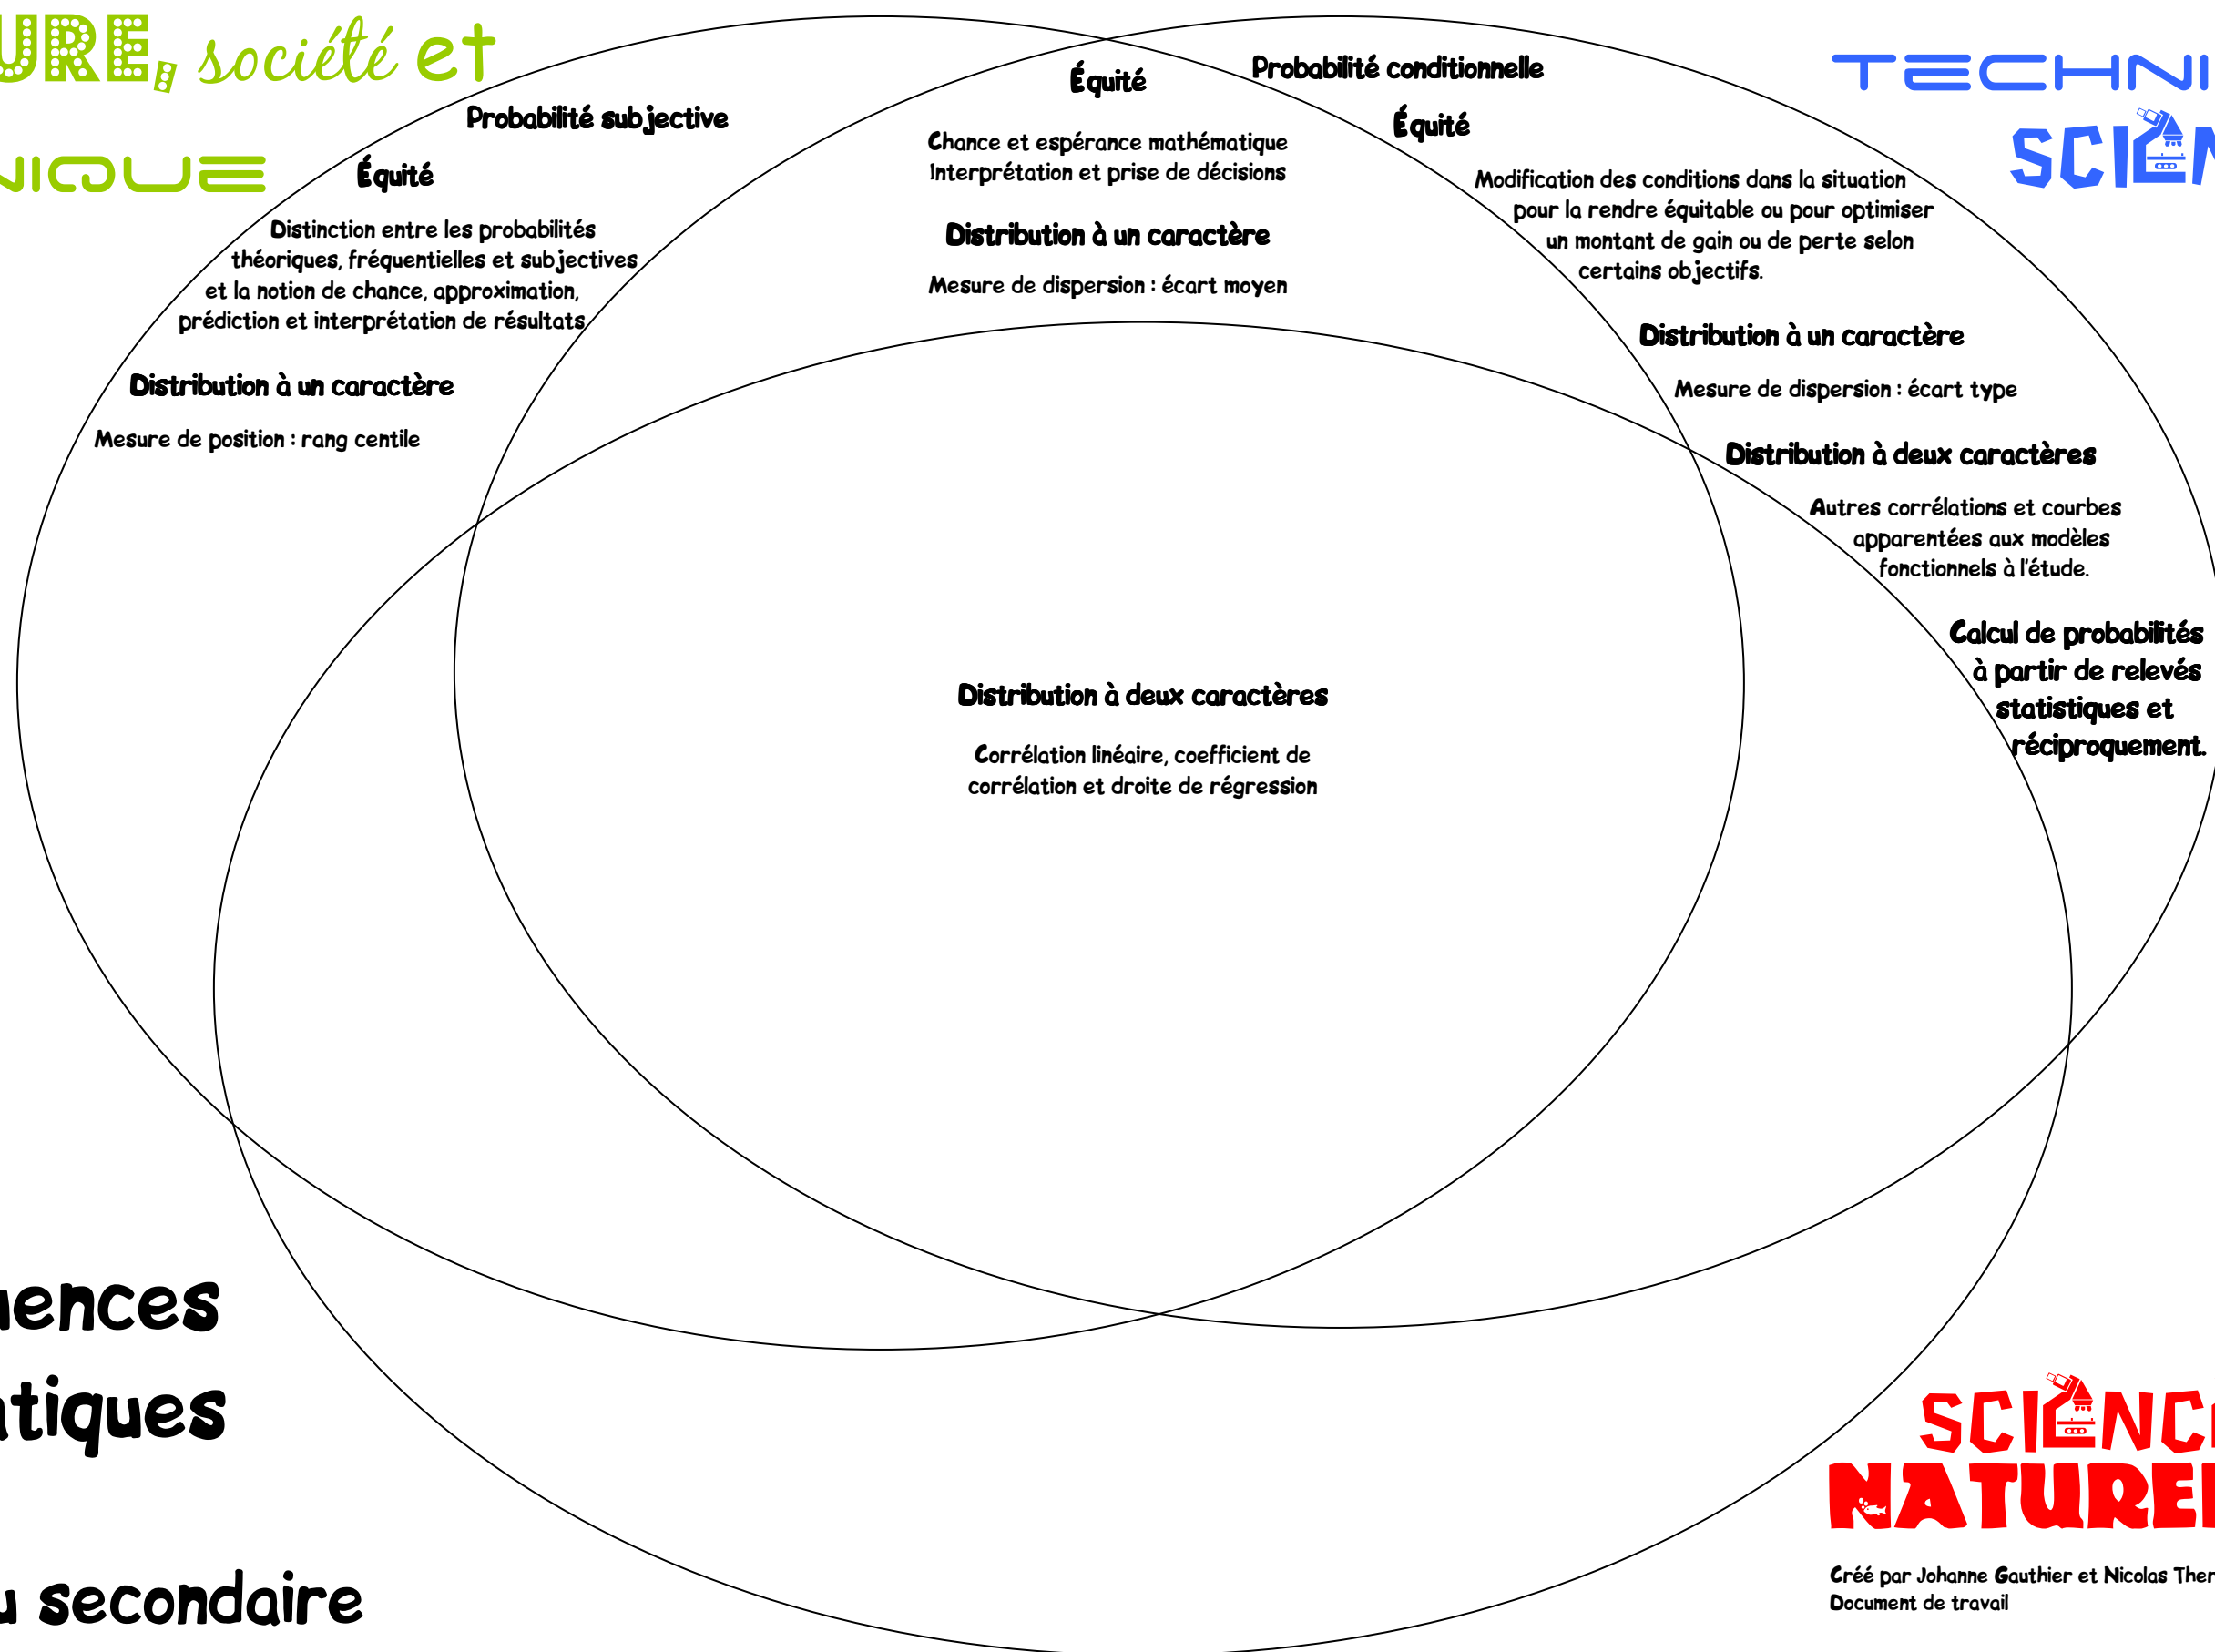 URE, société et
NIQUE
TECHNI
SCIEN
Probabilité subjective
Équité
Distinction entre les probabilités
théoriques, fréquentielles et subjectives
et la notion de chance, approximation,
prédiction et interprétation de résultats
Distribution à un caractère
Mesure de position : rang centile
Équité
Chance et espérance mathématique
Interprétation et prise de décisions
Distribution à un caractère
Mesure de dispersion : écart moyen
Probabilité conditionnelle
Équité
Modification des conditions dans la situation
pour la rendre équitable ou pour optimiser
un montant de gain ou de perte selon
certains objectifs.
Distribution à un caractère
Mesure de dispersion : écart type
Distribution à deux caractères
Autres corrélations et courbes
apparentées aux modèles
fonctionnels à l'étude.
Calcul de probabilités
à partir de relevés
statistiques et
réciproquement.
Distribution à deux caractères
Corrélation linéaire, coefficient de
corrélation et droite de régression
uences
atiques
u secondaire
SCIENC
NATUREL
Créé par Johanne Gauthier et Nicolas Ther
Document de travail